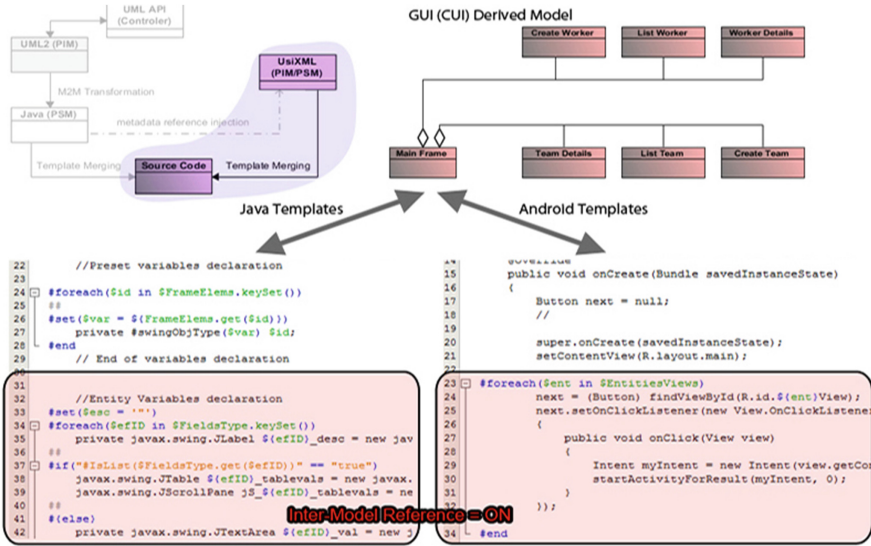 UML API
(Controler)
UML2 (PIM)
M2M Transformation
Java (PSM)
metadata reference injection
Template Merging
UsiXML
(PIM/PSM)
Source Code
Template Merging
GUI (CUI) Derived Model
Create Worker
List Worker
Worker Details
Main Frame
Team Details
List Team
Create Team
Java Templates
Android Templates
22 //Preset variables declaration
23
24 #foreach($id in $FrameElems.keySet())
25 ##
26 #set($var = ${FrameElems.get($id)})
27 private #swingObjType($var) $id;
28 #end
29 // End of variables declaration
30
31
32 //Entity Variables declaration
33 #set($esc = '"')
34 #foreach($efID in $FieldsType.keySet())
35 private javax.swing.JLabel ${efID}_desc = new jav
36 ##
37 #if("#IsList($FieldsType.get($efID))" == "true")
38 javax.swing.JTable ${efID}_tablevals = new javax.
39 javax.swing.JScrollPane jS_${efID}_tablevals = ne
40 ##
41 #{else}
42 private javax.swing.JTextArea ${efID}_val = new j
14 @Override
15 public void onCreate(Bundle savedInstanceState)
16 {
17 Button next = null;
18 //
19
20 super.onCreate(savedInstanceState);
21 setContentView(R.layout.main);
22
23 #foreach($ent in $EntitiesViews)
24 next = (Button) findViewById(R.id.${ent}View);
25 next.setOnClickListener(new View.OnClickListener
26 {
27 public void onClick(View view)
28 {
29 Intent myIntent = new Intent(view.getCon
30 startActivityForResult(myIntent, 0);
31 }
32 });
33
34 #end
Inter-Model Reference = ON